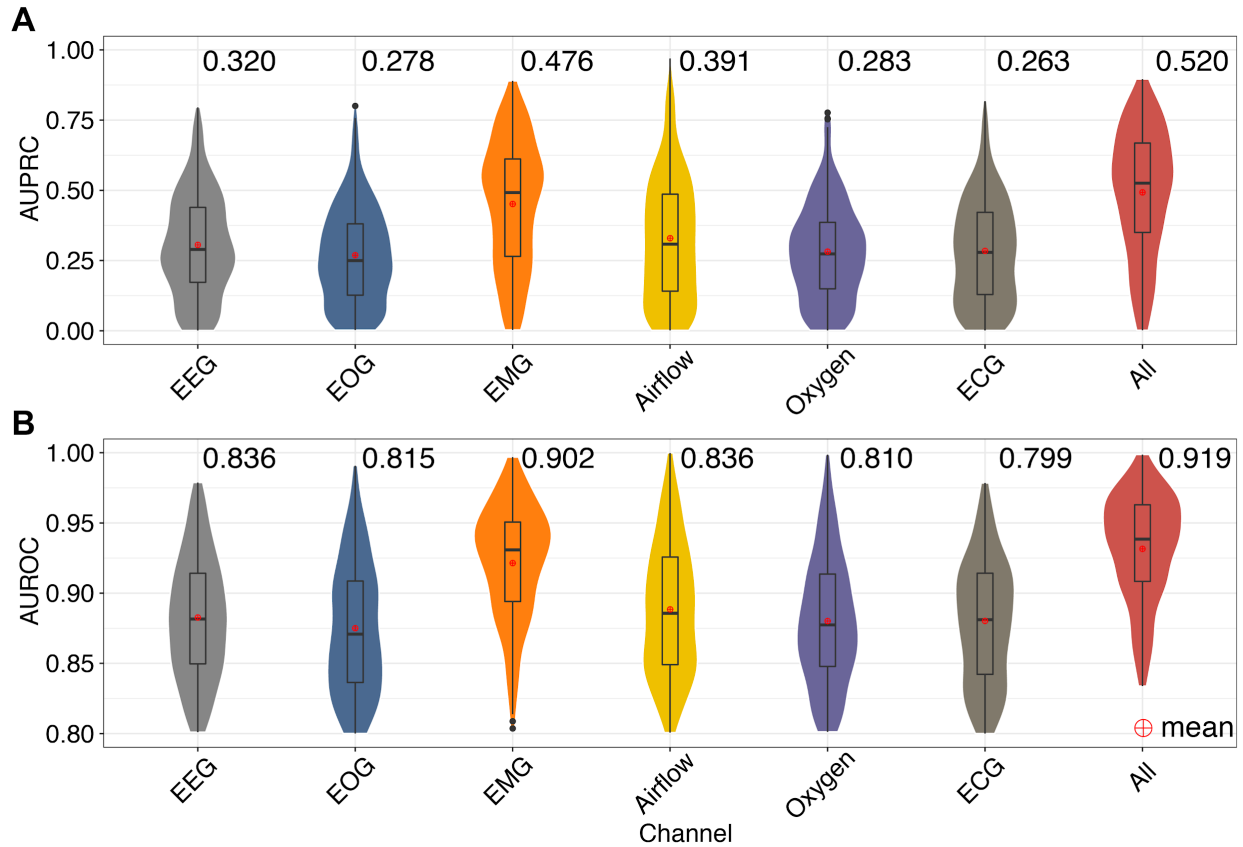 A
0.320 0.278 0.476 0.391 0.283 0.263 0.520
1.00
0.75
0.50
0.25
0.00
AUPRC
EEG EOG EMG Airflow Oxygen ECG All
B
0.836 0.815 0.902 0.836 0.810 0.799 0.919
1.00
0.95
0.90
0.85
0.80
AUROC
mean
EEG EOG EMG Airflow Oxygen ECG All
Channel